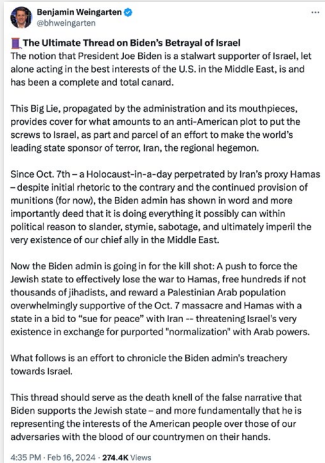 Benjamin Weingarten
@bhweingarten
The Ultimate Thread on Biden's Betrayal of Israel
The notion that President Joe Biden is a stalwart supporter of Israel, let
alone acting in the best interests of the U.S. in the Middle East, is and
has been a complete and total canard.
This Big Lie, propagated by the administration and its mouthpieces,
provides cover for what amounts to an anti-American plot to put the
screws to Israel, as part and parcel of an effort to make the world's
leading state sponsor of terror, Iran, the regional hegemon.
Since Oct. 7th – a Holocaust-in-a-day perpetrated by Iran's proxy Hamas
– despite initial rhetoric to the contrary and the continued provision of
munitions (for now), the Biden admin has shown in word and more
importantly deed that it is doing everything it possibly can within
political reason to slander, stymie, sabotage, and ultimately imperil the
very existence of our chief ally in the Middle East.
Now the Biden admin is going in for the kill shot: A push to force the
Jewish state to effectively lose the war to Hamas, free hundreds if not
thousands of jihadists, and reward a Palestinian Arab population
overwhelmingly supportive of the Oct. 7 massacre and Hamas with a
state in a bid to "sue for peace" with Iran -- threatening Israel's very
existence in exchange for purported "normalization" with Arab powers.
What follows is an effort to chronicle the Biden admin's treachery
towards Israel.
This thread should serve as the death knell of the false narrative that
Biden supports the Jewish state – and more fundamentally that he is
representing the interests of the American people over those of our
adversaries with the blood of our countrymen on their hands.
4:35 PM · Feb 16, 2024 · 274.4K Views